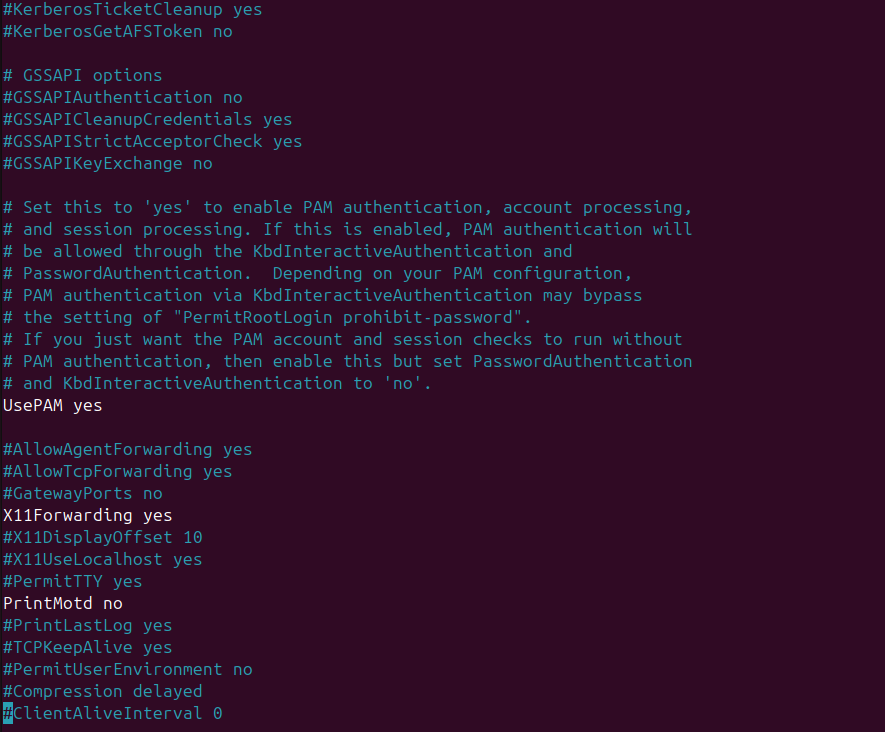 #KerberosTicketCleanup yes
#KerberosGetAFSToken no
# GSSAPI options
#GSSAPIAuthentication no
#GSSAPICleanupCredentials yes
#GSSAPIStrictAcceptorCheck yes
#GSSAPIKeyExchange no
# Set this to 'yes' to enable PAM authentication, account processing,
# and session processing. If this is enabled, PAM authentication will
# be allowed through the KbdInteractiveAuthentication and
# PasswordAuthentication.  Depending on your PAM configuration,
# PAM authentication via KbdInteractiveAuthentication may bypass
# the setting of "PermitRootLogin prohibit-password".
# If you just want the PAM account and session checks to run without
# PAM authentication, then enable this but set PasswordAuthentication
# and KbdInteractiveAuthentication to 'no'.
UsePAM yes
#AllowAgentForwarding yes
#AllowTcpForwarding yes
#GatewayPorts no
X11Forwarding yes
#X11DisplayOffset 10
#X11UseLocalhost yes
#PermitTTY yes
PrintMotd no
#PrintLastLog yes
#TCPKeepAlive yes
#PermitUserEnvironment no
#Compression delayed
#ClientAliveInterval 0